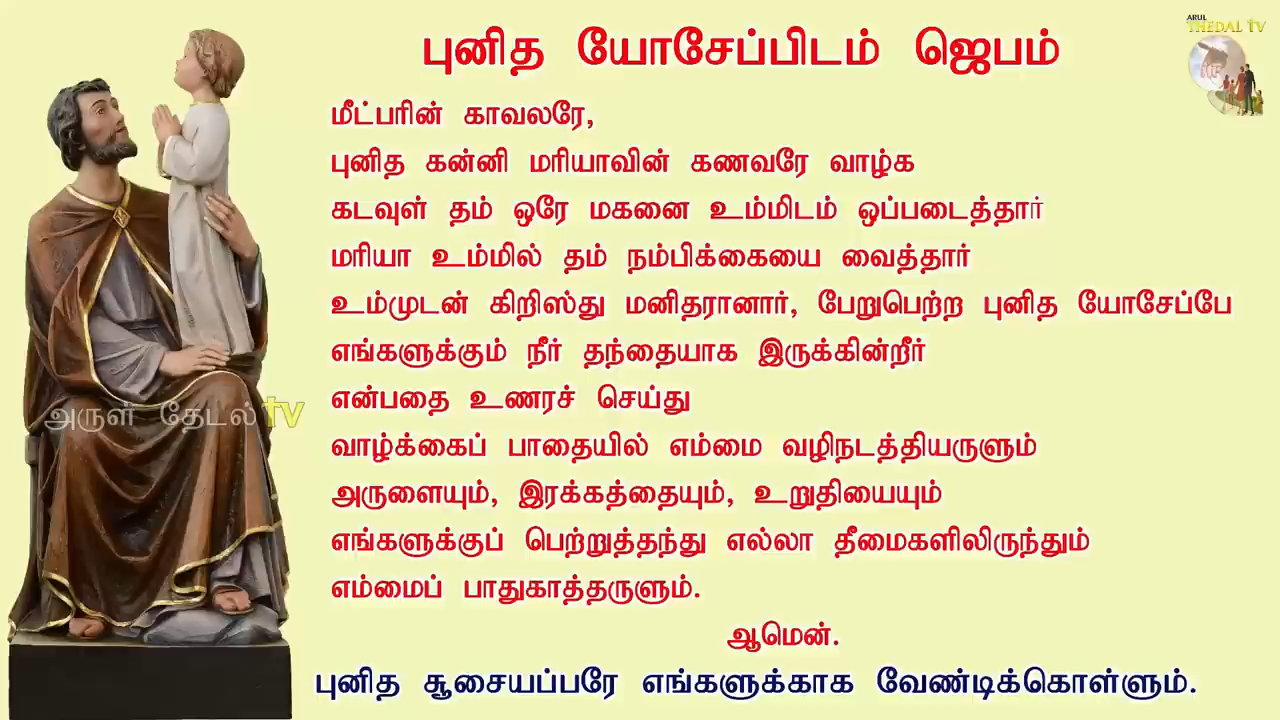 ARUL
THEDAL TV
புனித யோசேப்பிடம் ஜெபம்
மீட்பரின் காவலரே,
புனித கன்னி மரியாவின் கணவரே வாழ்க
கடவுள் தம் ஒரே மகனை உம்மிடம் ஒப்படைத்தார்
மரியா உம்மில் தம் நம்பிக்கையை வைத்தார்
உம்முடன் கிறிஸ்து மனிதரானார், பேறுபெற்ற புனித யோசேப்பே
எங்களுக்கும் நீர் தந்தையாக இருக்கின்றீர்
என்பதை உணரச் செய்து
அருள் தேடல் tv
வாழ்க்கைப் பாதையில் எம்மை வழிநடத்தியருளும்
அருளையும், இரக்கத்தையும், உறுதியையும்
எங்களுக்குப் பெற்றுத்தந்து எல்லா தீமைகளிலிருந்தும்
எம்மைப் பாதுகாத்தருளும்.
ஆமென்.
புனித சூசையப்பரே எங்களுக்காக வேண்டிக்கொள்ளும்.